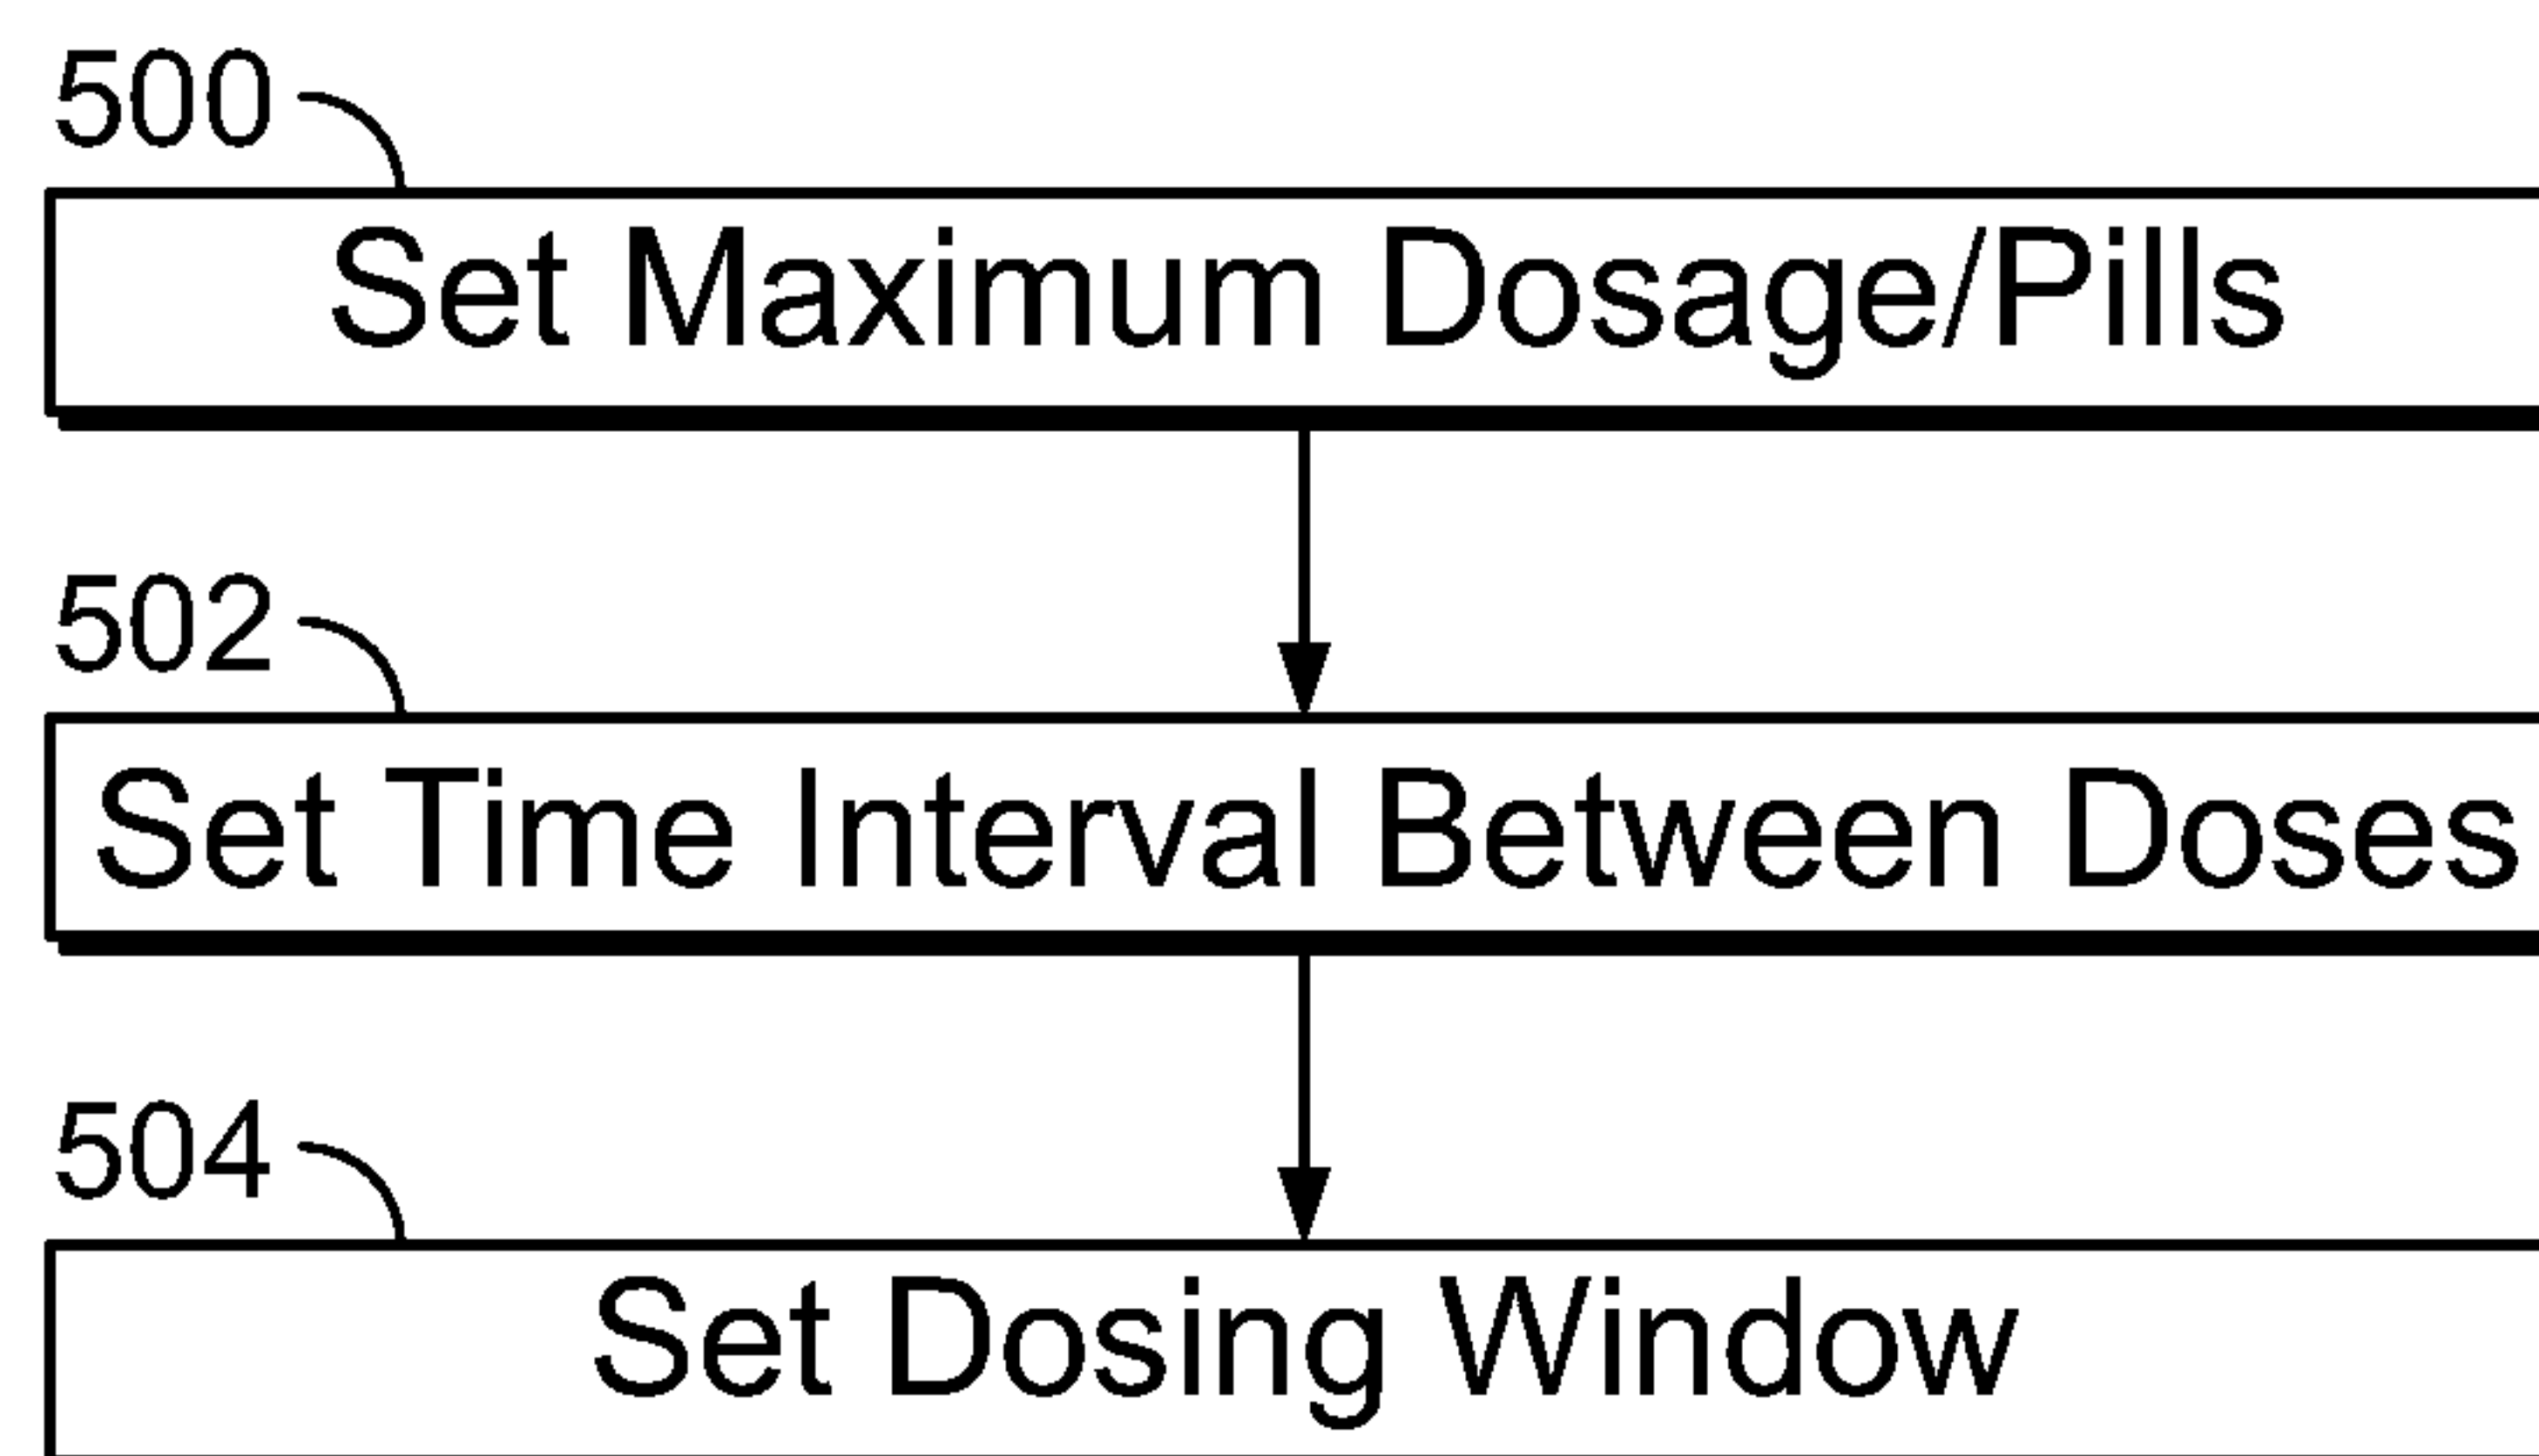 500
Set Maximum Dosage/Pills
502
Set Time Interval Between Doses
504
Set Dosing Window